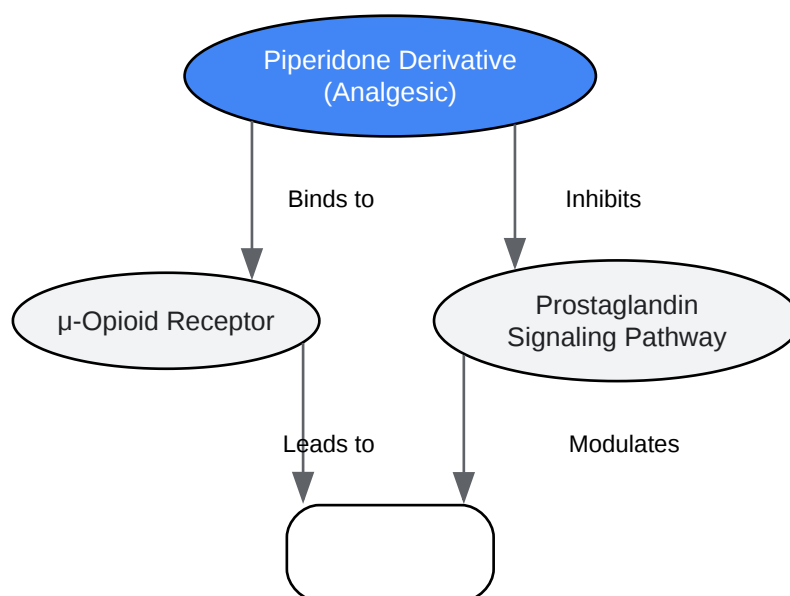 Piperidone Derivative
(Analgesic)
Binds to
Inhibits
μ-Opioid Receptor
Prostaglandin
Signaling Pathway
Leads to
Modulates